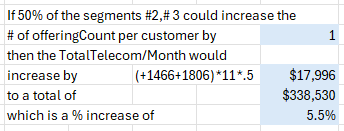 If 50% of the segments #2,# 3 could increase the
# of offeringCount per customer by 1
then the TotalTelecom/Month would
increase by (+1466+1806)*11*.5 $17,996
to a total of $338,530
which is a % increase of 5.5%